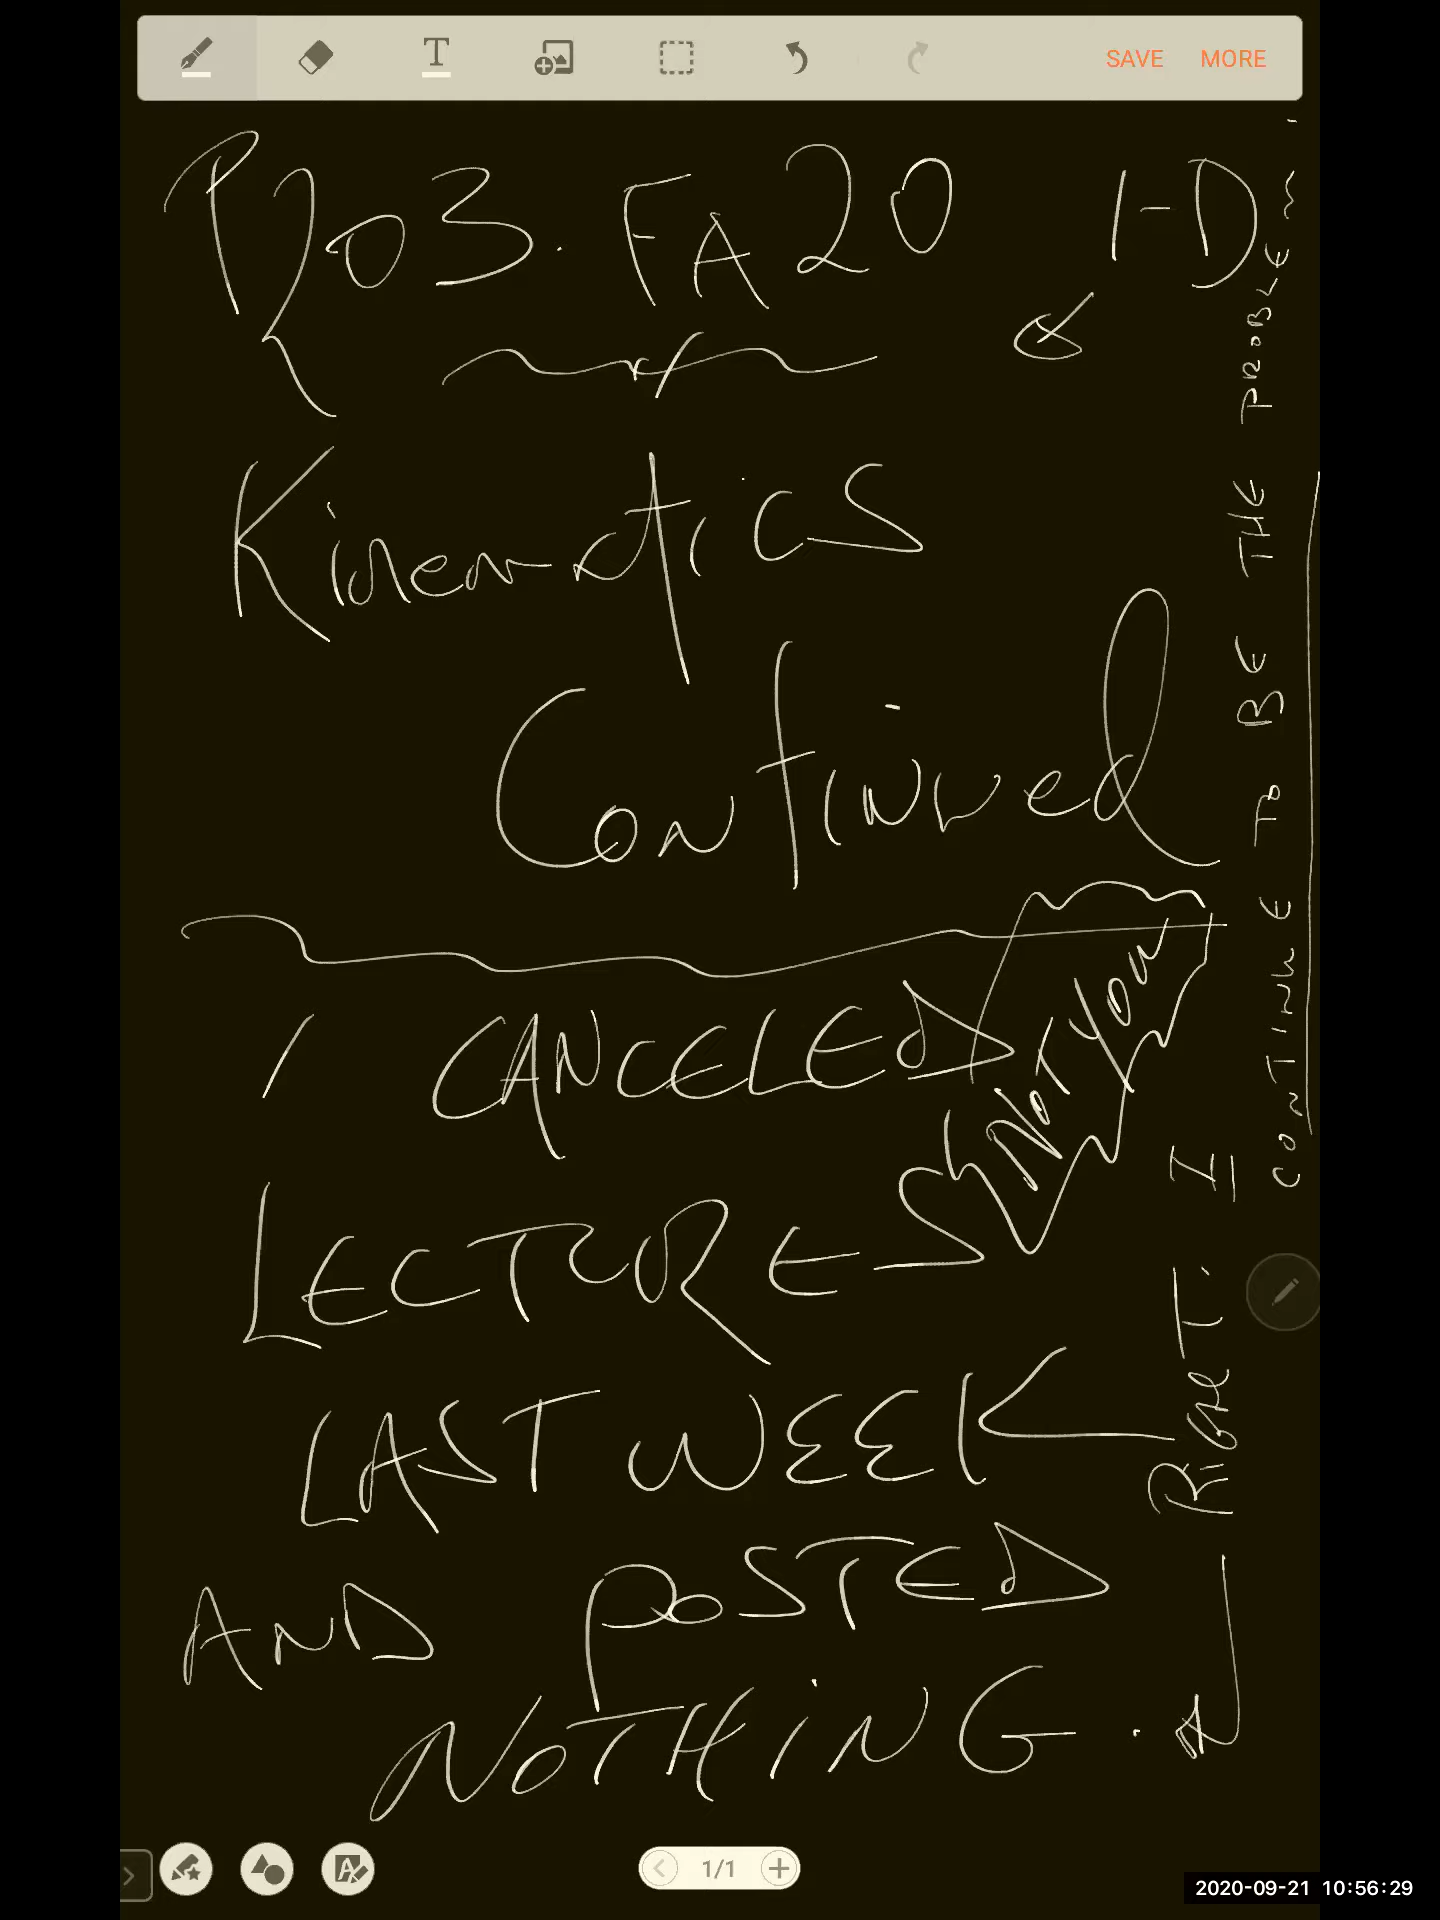 T
SAVE MORE
P203. FA20 1-D
Kinematics
Continued
I CANCELED
NOT YOU
LECTURES
LAST WEEK
AND POSTED
NOTHING.
RIGHT. I
CONTINUE TO BE THE PROBLEM.
1/1
2020-09-21 10:56:29